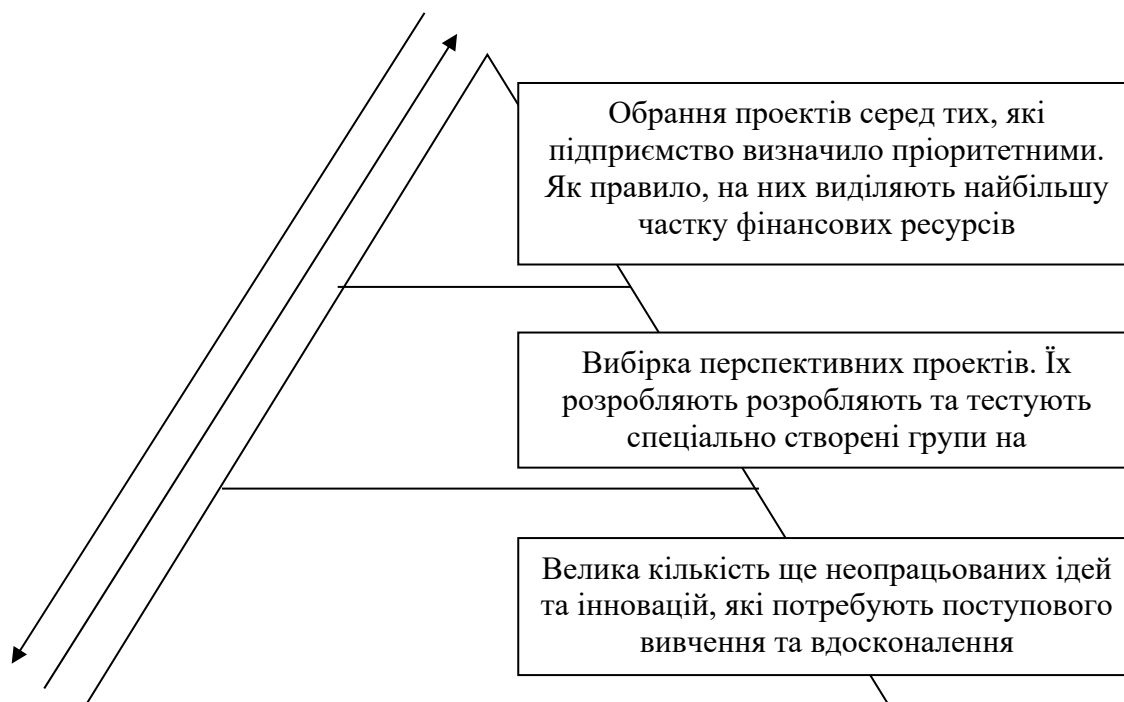 Обрання проектів серед тих, які
підприємство визначило пріоритетними.
Як правило, на них виділяють найбільшу
частку фінансових ресурсів
Вибірка перспективних проектів. Їх
розробляють розробляють та тестують
спеціально створені групи на
Велика кількість ще неопрацьованих ідей
та інновацій, які потребують поступового
вивчення та вдосконалення